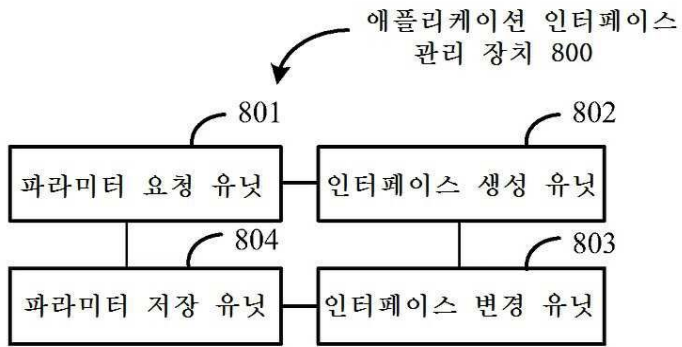 애플리케이션 인터페이스
관리 장치 800
801
802
파라미터 요청 유닛
인터페이스 생성 유닛
804
803
파라미터 저장 유닛
인터페이스 변경 유닛